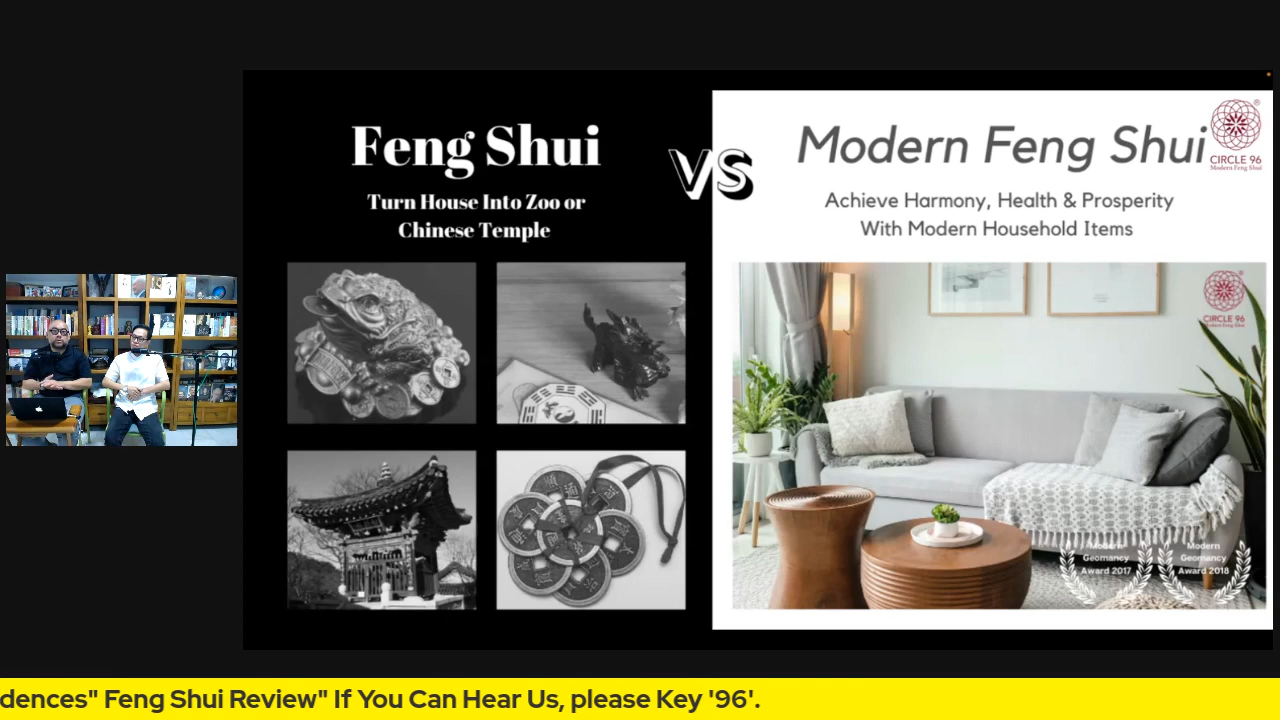 Feng Shui
Turn House Into Zoo or
Chinese Temple
VS
Modern Feng Shui
®
CIRCLE 96
Modern Feng Shui
Achieve Harmony, Health & Prosperity
With Modern Household Items
®
CIRCLE 96
Modern Feng Shui
Modern
Geomancy
Award 2017
Modern
Geomancy
Award 2018
dences" Feng Shui Review" If You Can Hear Us, please Key '96'.